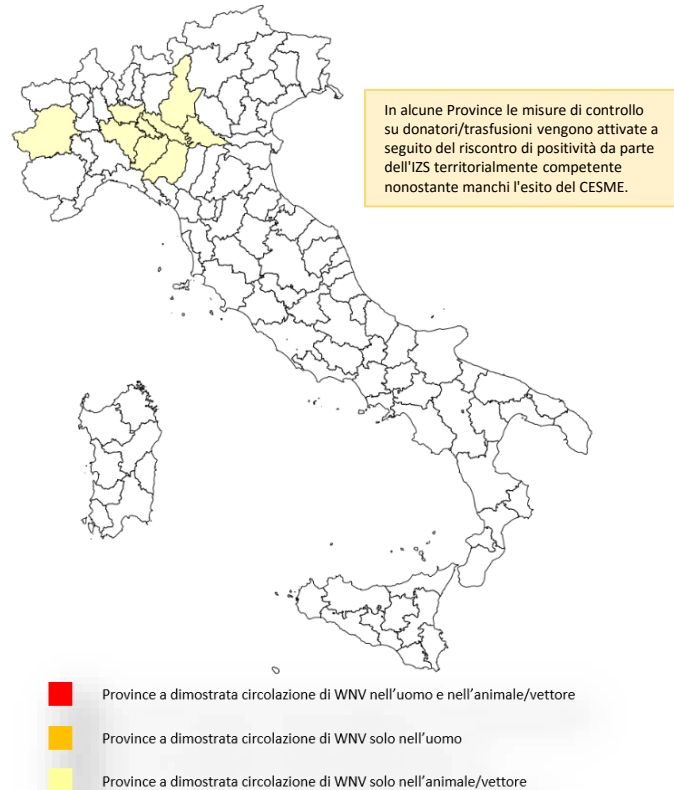 In alcune Province le misure di controllo
su donatori/trasfusioni vengono attivate a
seguito del riscontro di positività da parte
dell'IZS territorialmente competente
nonostante manchi l'esito del CESME.
Province a dimostrata circolazione di WNV nell’uomo e nell’animale/vettore
Province a dimostrata circolazione di WNV solo nell’uomo
Province a dimostrata circolazione di WNV solo nell’animale/vettore